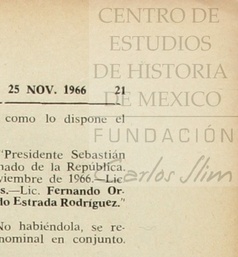 CENTRO DE
ESTUDIOS
DE HISTORIA
DE MEXICO
FUNDACIÓN
Carlos Slim
25 NOV. 1966 21
como lo dispone el
"Presidente Sebastián
nado de la República.
viembre de 1966.—Lic
s.—Lic. Fernando Or-
lo Estrada Rodríguez."
No habiéndola, se re-
nominal en conjunto.